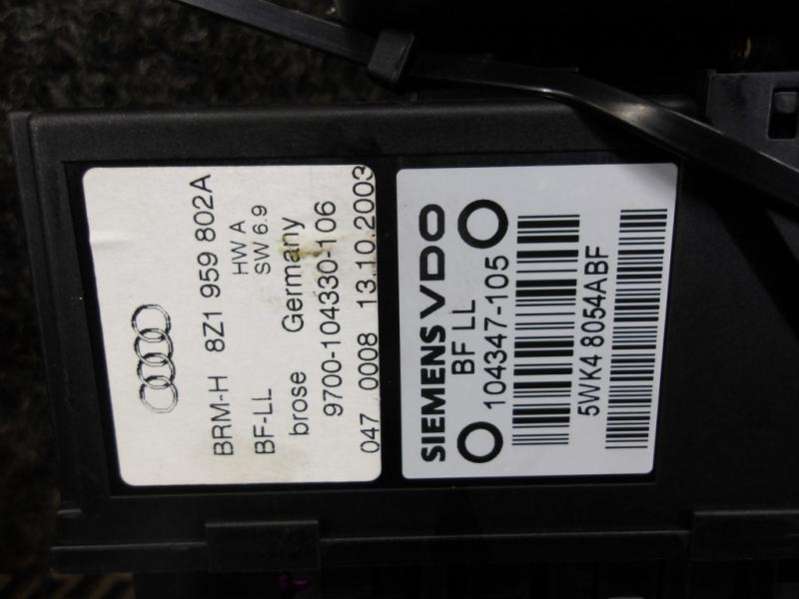 BRM-H 8Z1 959 802A
HW A
BF-LL SW 6.9
brose Germany
9700-104330-106
047 0008 13.10.2003
SIEMENS VDO
BF LL
104347-105
5WK4 8054ABF